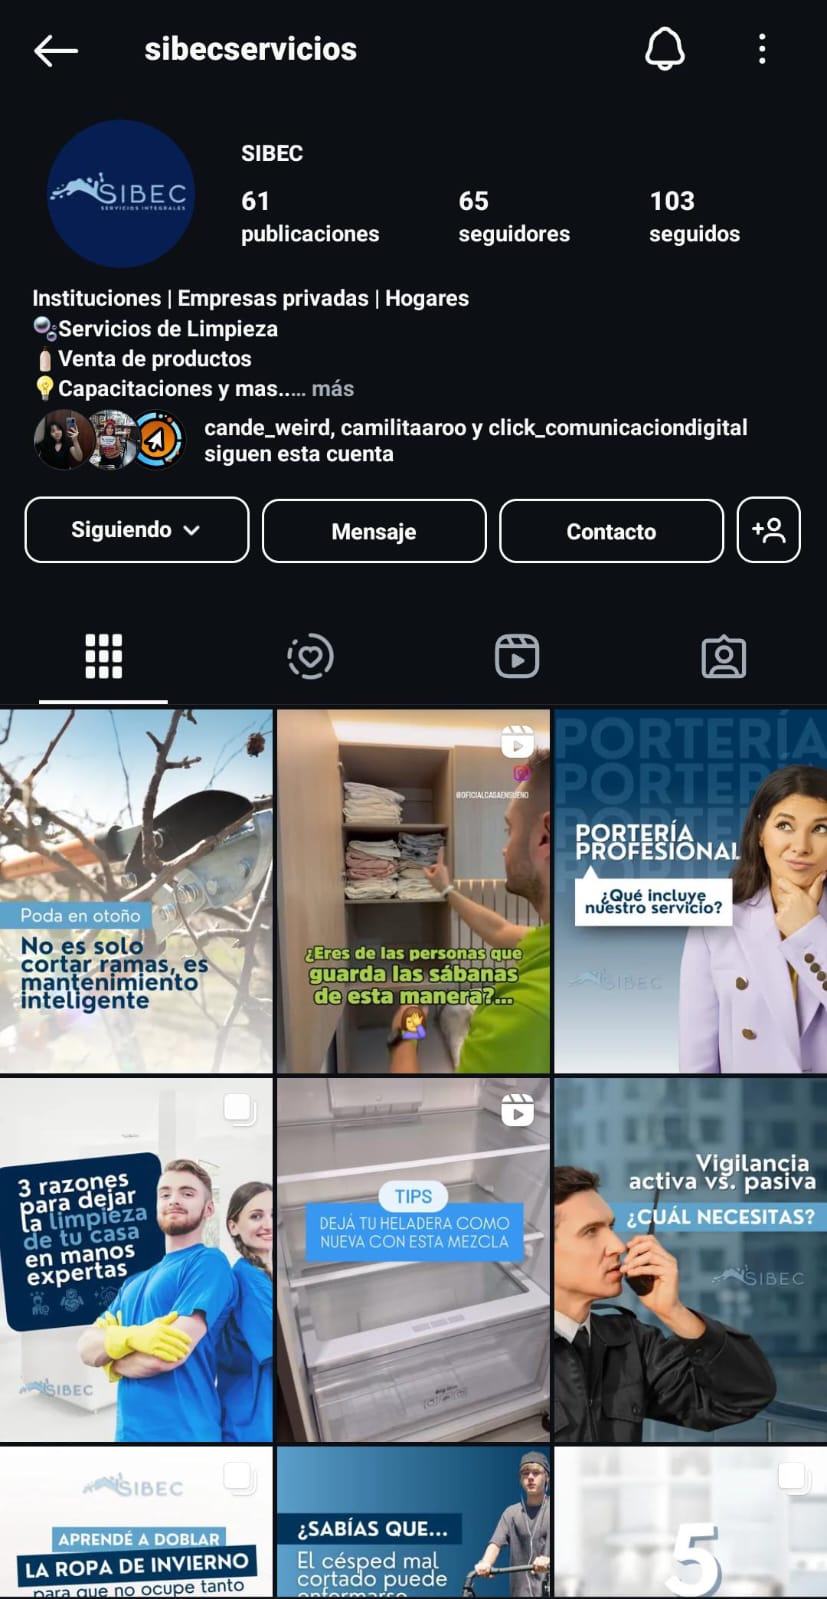 sibecservicios
SIBEC
SERVICIOS INTEGRALES
SIBEC
61
publicaciones
65
seguidores
103
seguidos
Instituciones | Empresas privadas | Hogares
🫧Servicios de Limpieza
🧴Venta de productos
💡Capacitaciones y mas..... más
cande_weird, camilitaaroo y click_comunicaciondigital
siguen esta cuenta
Siguiendo
Mensaje
Contacto
Poda en otoño
No es solo
cortar ramas, es
mantenimiento
inteligente
@OFICIALCASAENSUENO
¿Eres de las personas que
guarda las sábanas
de esta manera?...
PORTERÍA
PORTERÍ
PORTERÍA
PROFESIONAL
¿Qué incluye
nuestro servicio?
SIBEC
3 razones
para dejar
la limpieza
de tu casa
en manos
expertas
SIBEC
TIPS
DEJÁ TU HELADERA COMO
NUEVA CON ESTA MEZCLA
Vigilancia
activa vs. pasiva
¿CUÁL NECESITAS?
SIBEC
SIBEC
APRENDÉ A DOBLAR
LA ROPA DE INVIERNO
para que no ocupe tanto
¿SABÍAS QUE...
El césped mal
cortado puede
enfermarse
5